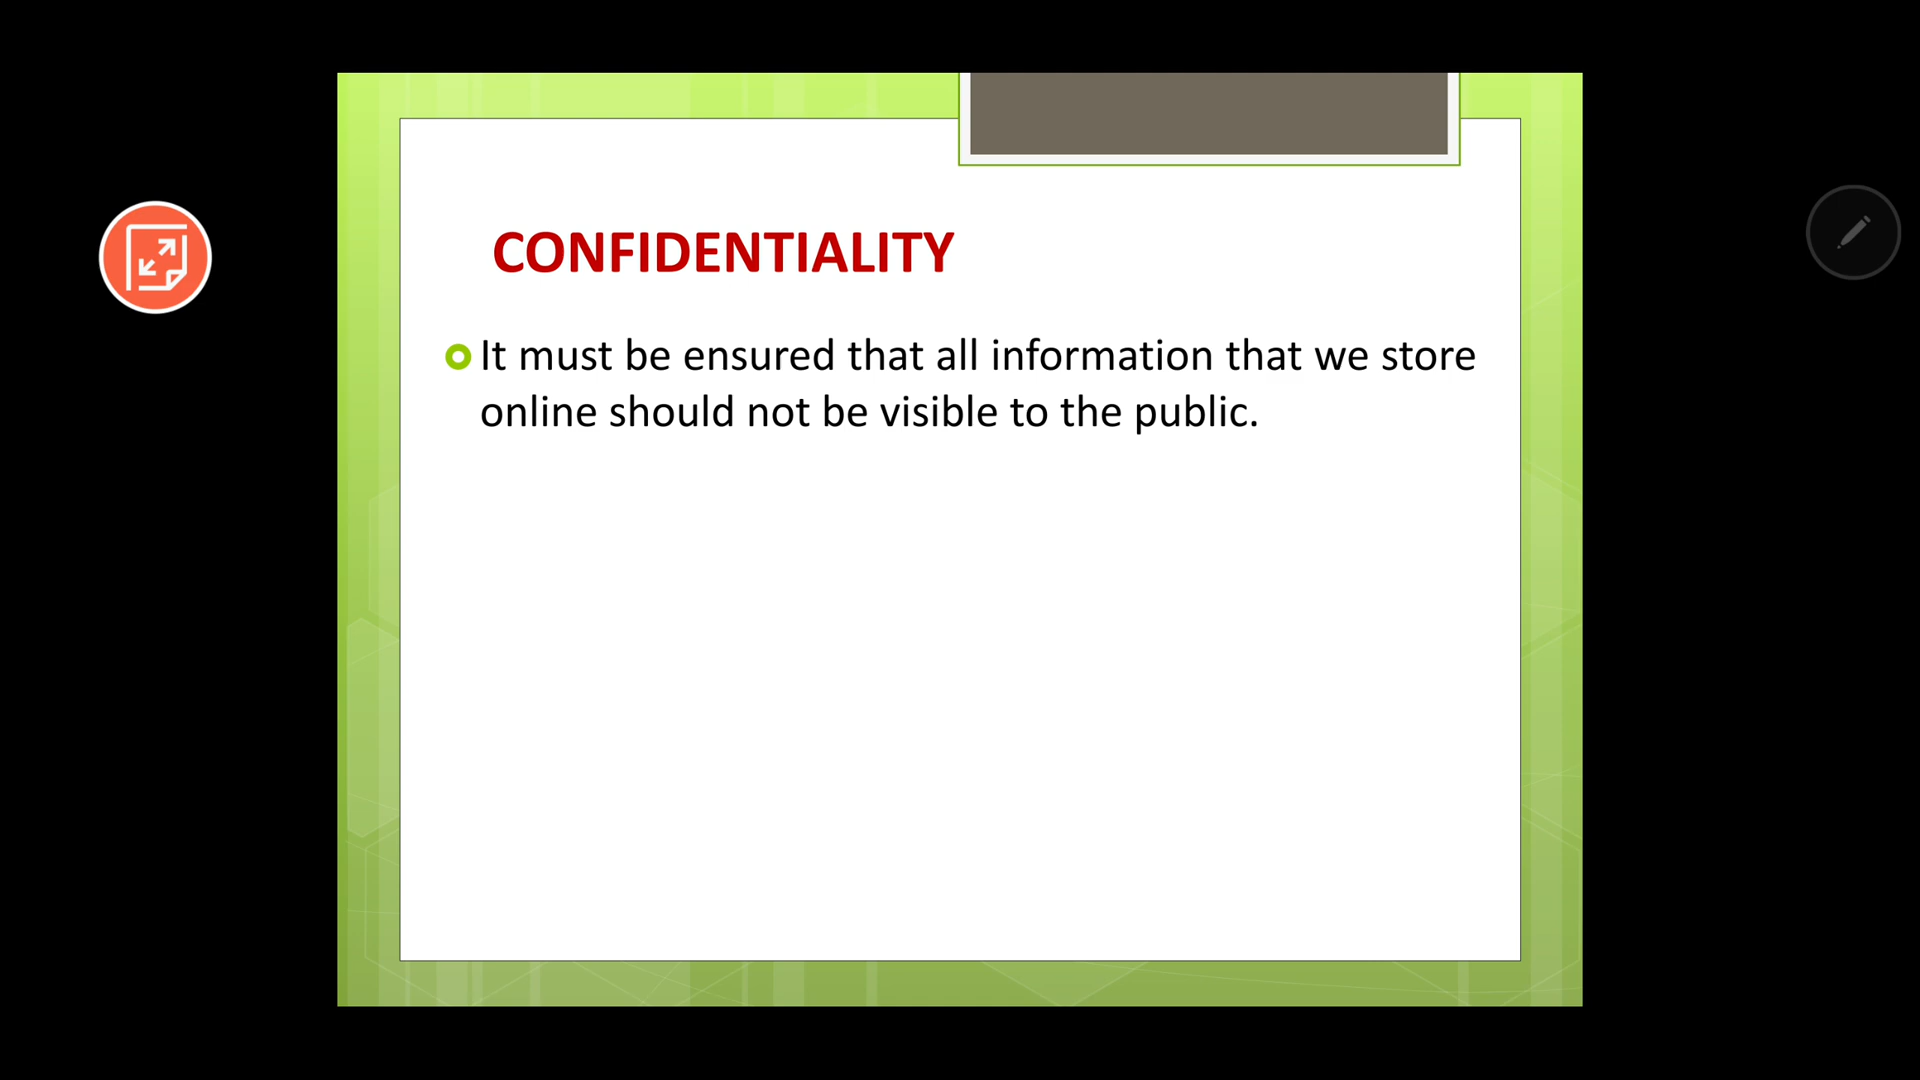 CONFIDENTIALITY
It must be ensured that all information that we store
online should not be visible to the public.